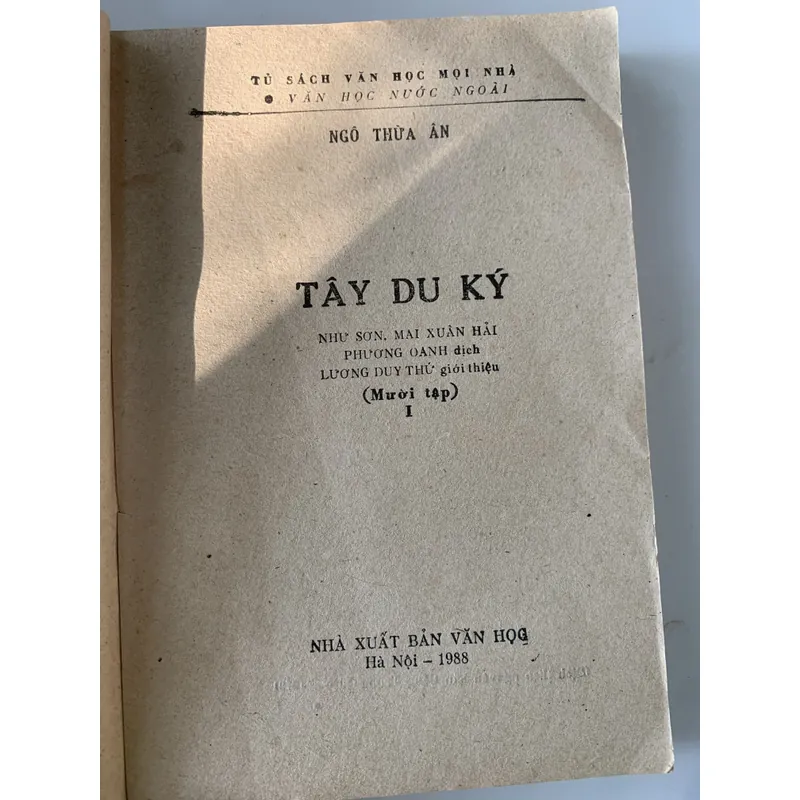 TỦ SÁCH VĂN HỌC MỌI NHÀ
● VĂN HỌC NƯỚC NGOÀI
NGÔ THỪA ÂN
TÂY DU KÝ
NHƯ SƠN, MAI XUÂN HẢI
PHƯƠNG OANH dịch
LƯƠNG DUY THỨ giới thiệu
(Mười tập)
I
NHÀ XUẤT BẢN VĂN HỌC
Hà Nội – 1988